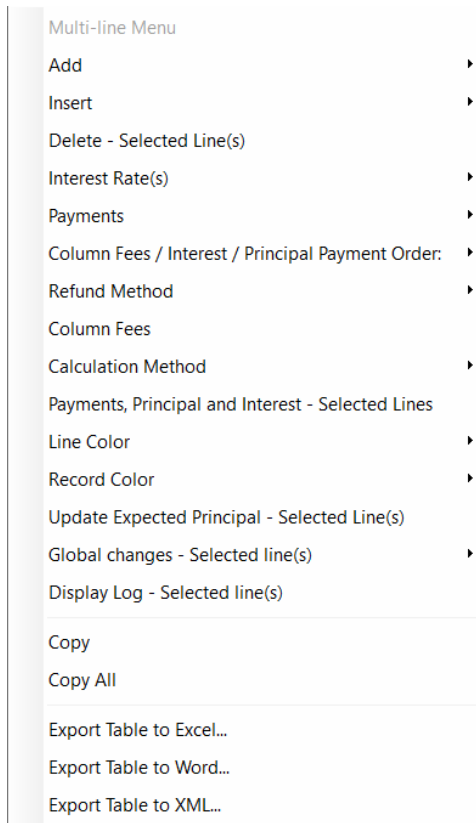 Multi-line Menu
Add
Insert
Delete - Selected Line(s)
Interest Rate(s)
Payments
Column Fees / Interest / Principal Payment Order:
Refund Method
Column Fees
Calculation Method
Payments, Principal and Interest - Selected Lines
Line Color
Record Color
Update Expected Principal - Selected Line(s)
Global changes - Selected line(s)
Display Log - Selected line(s)
Copy
Copy All
Export Table to Excel...
Export Table to Word...
Export Table to XML...